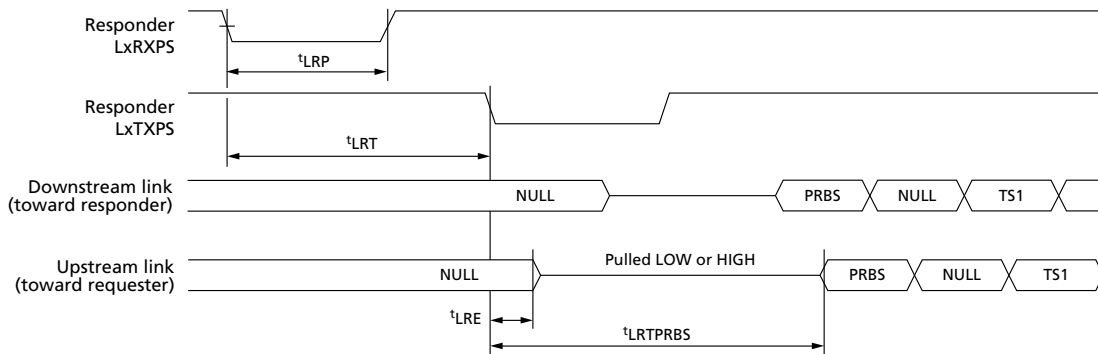 Responder
LxRXPS
tLRP
Responder
LxTXPS
tLRT
Downstream link
(toward responder)
NULL
PRBS
NULL
TS1
Upstream link
(toward requester)
NULL
Pulled LOW or HIGH
PRBS
NULL
TS1
tLRE
tLRTPRBS